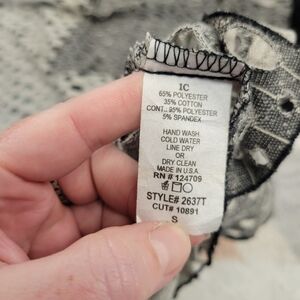 1C
65% POLYESTER
35% COTTON
CONT...95% POLYESTER
5% SPANDEX
HAND WASH
COLD WATER
LINE DRY
OR
DRY CLEAN
MADE IN U.S.A.
RN # 124709
STYLE# 2637T
CUT# 10891
S